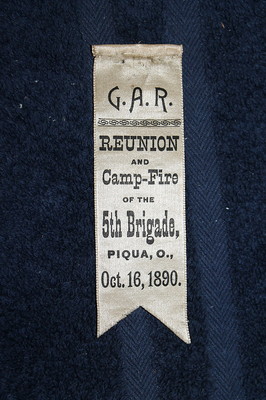 G.A.R.
REUNION
AND
Camp-Fire
OF THE
5th Brigade,
PIQUA, O.,
Oct. 16, 1890.